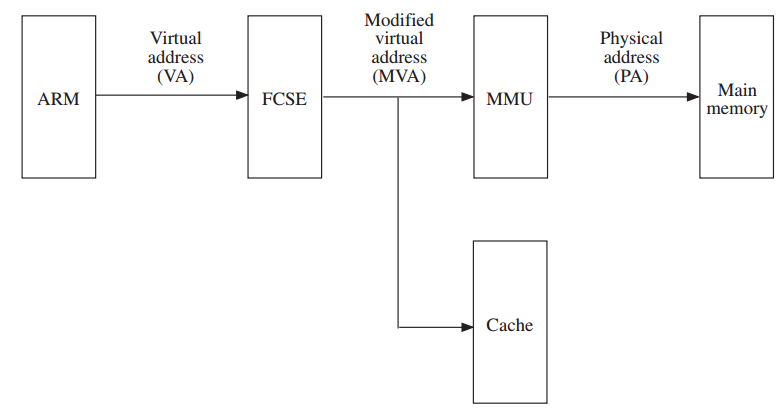 ARM
Virtual
address
(VA)
FCSE
Modified
virtual
address
(MVA)
MMU
Physical
address
(PA)
Main
memory
Cache